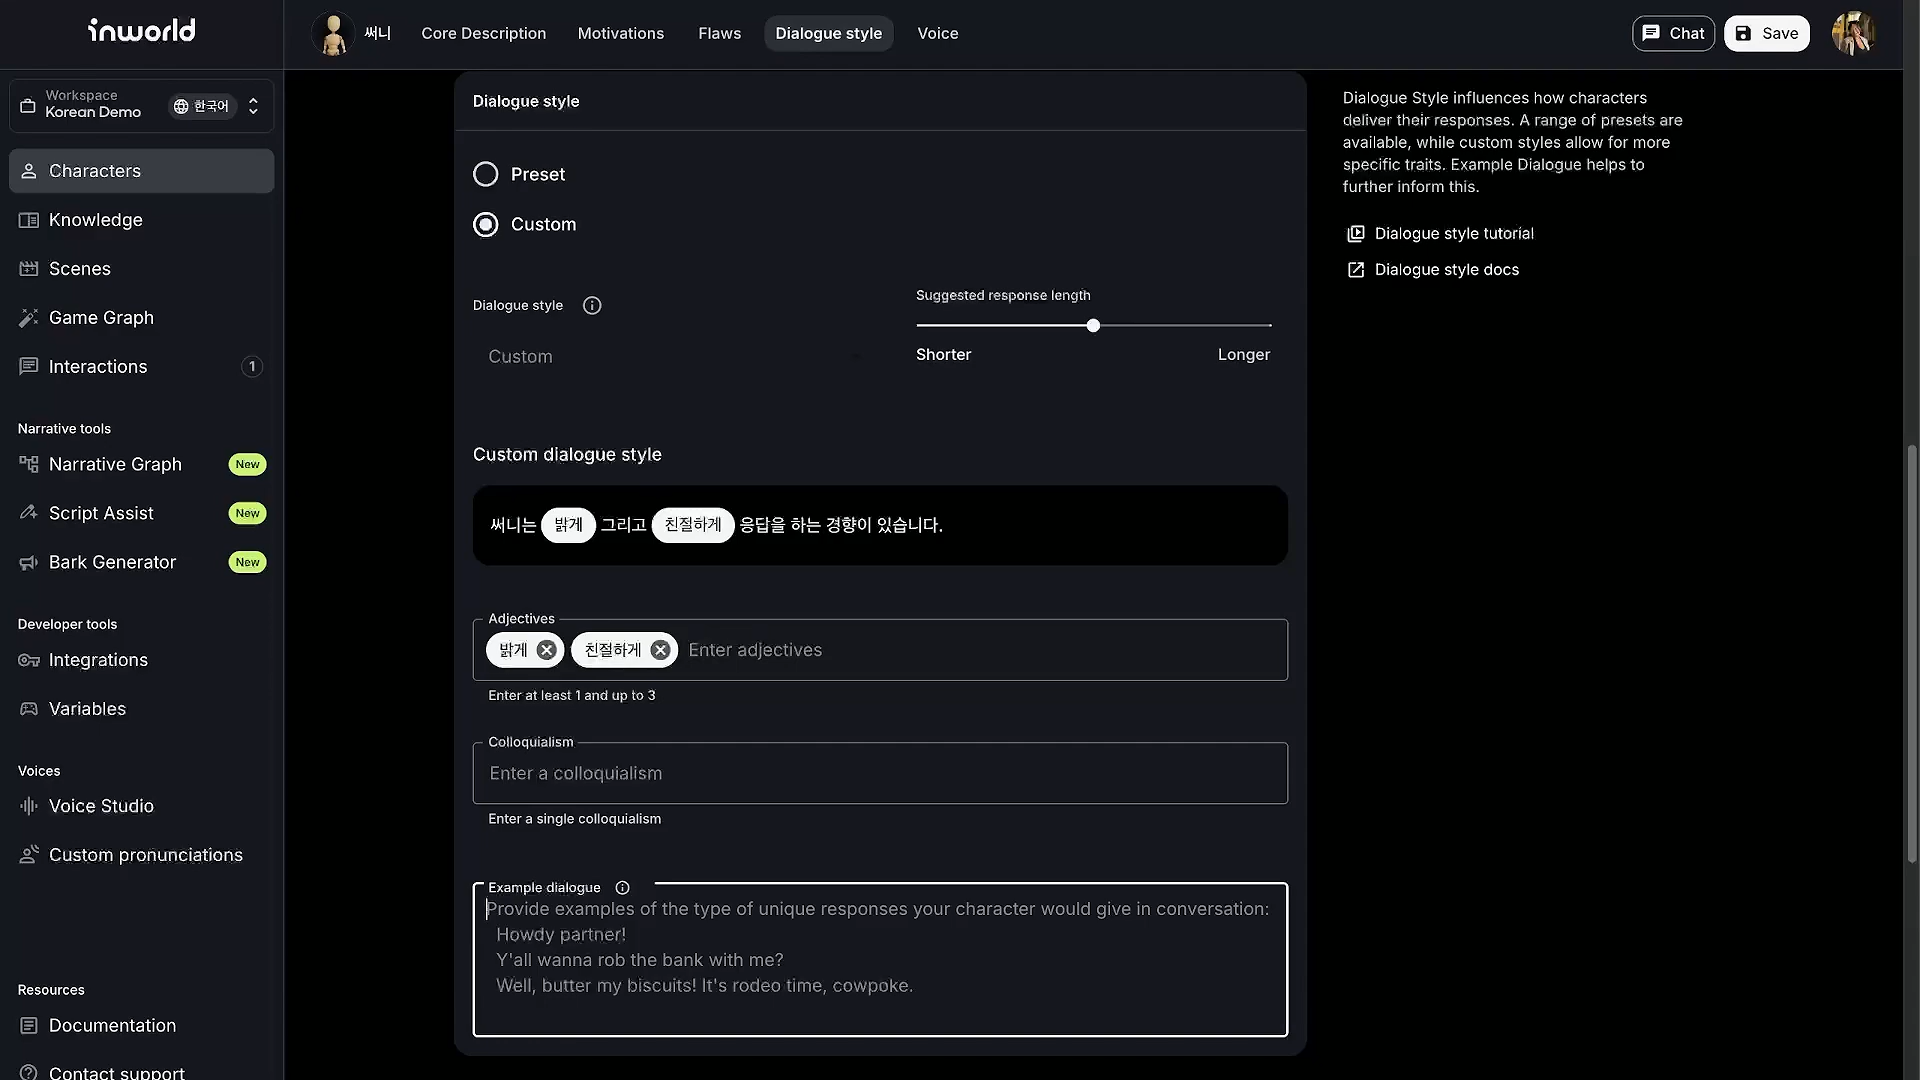 inworld
써니
Core Description
Motivations
Flaws
Dialogue style
Voice
Chat
Save
Workspace
Korean Demo
한국어
Characters
Knowledge
Scenes
Game Graph
Interactions
1
Narrative tools
Narrative Graph
New
Script Assist
New
Bark Generator
New
Developer tools
Integrations
Variables
Voices
Voice Studio
Custom pronunciations
Resources
Documentation
Contact support
Dialogue style
Preset
Custom
Dialogue style
Custom
Suggested response length
Shorter
Longer
Custom dialogue style
써니는 밝게 그리고 친절하게 응답을 하는 경향이 있습니다.
Adjectives
밝게 친절하게 Enter adjectives
Enter at least 1 and up to 3
Colloquialism
Enter a colloquialism
Enter a single colloquialism
Example dialogue
Provide examples of the type of unique responses your character would give in conversation:
Howdy partner!
Y'all wanna rob the bank with me?
Well, butter my biscuits! It's rodeo time, cowpoke.
Dialogue Style influences how characters
deliver their responses. A range of presets are
available, while custom styles allow for more
specific traits. Example Dialogue helps to
further inform this.
Dialogue style tutorial
Dialogue style docs